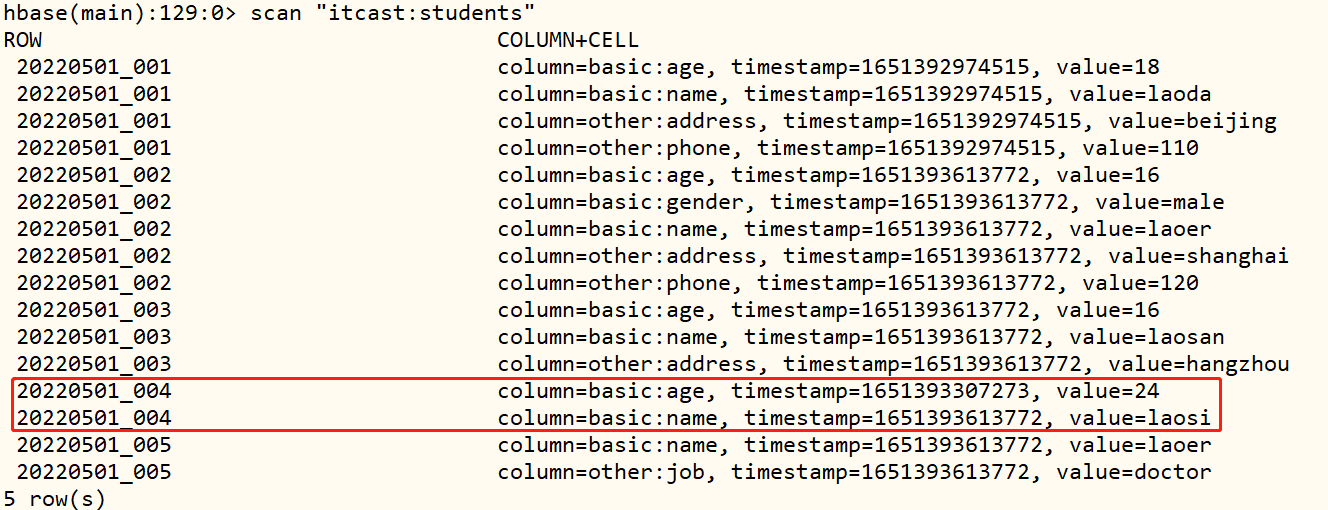 hbase(main):129:0> scan "itcast:students"
ROW COLUMN+CELL
20220501_001 column=basic:age, timestamp=1651392974515, value=18
20220501_001 column=basic:name, timestamp=1651392974515, value=laoda
20220501_001 column=other:address, timestamp=1651392974515, value=beijing
20220501_001 column=other:phone, timestamp=1651392974515, value=110
20220501_002 column=basic:age, timestamp=1651393613772, value=16
20220501_002 column=basic:gender, timestamp=1651393613772, value=male
20220501_002 column=basic:name, timestamp=1651393613772, value=laoer
20220501_002 column=other:address, timestamp=1651393613772, value=shanghai
20220501_002 column=other:phone, timestamp=1651393613772, value=120
20220501_003 column=basic:age, timestamp=1651393613772, value=16
20220501_003 column=basic:name, timestamp=1651393613772, value=laosan
20220501_003 column=other:address, timestamp=1651393613772, value=hangzhou
20220501_004 column=basic:age, timestamp=1651393307273, value=24
20220501_004 column=basic:name, timestamp=1651393613772, value=laosi
20220501_005 column=basic:name, timestamp=1651393613772, value=laoer
20220501_005 column=other:job, timestamp=1651393613772, value=doctor
5 row(s)